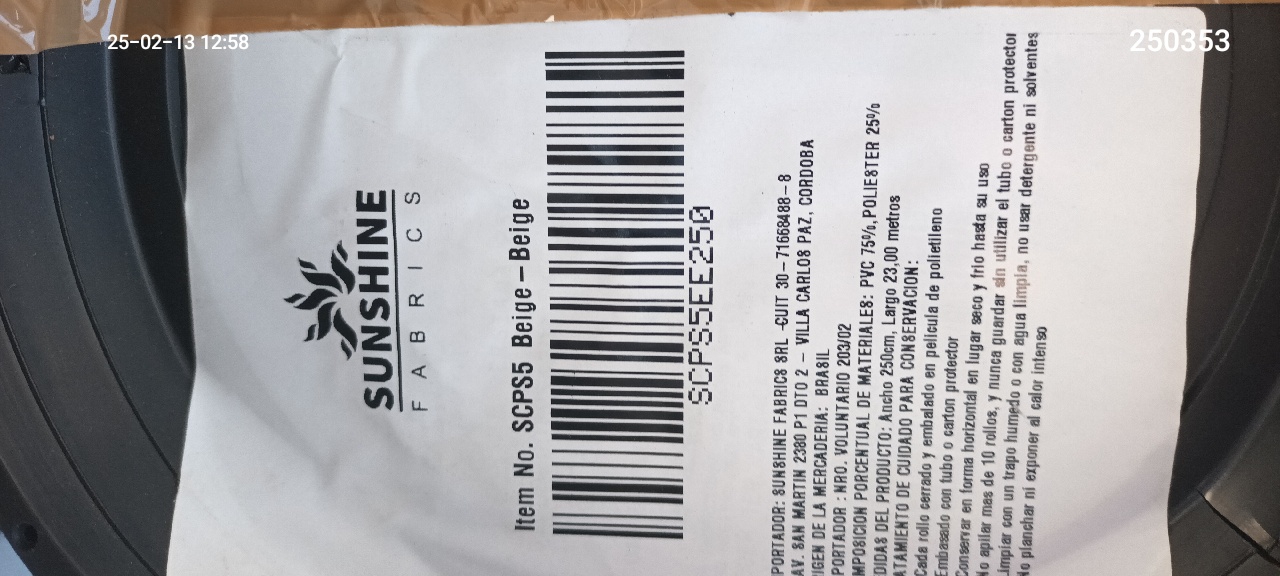 25-02-13 12:58
250353
SUNSHINE
FABRICS
Item No. SCPS5 Beige - Beige
SCPS5EE250
PORTADOR: SUNSHINE FABRICS SRL -CUIT 30-71668488-8
AV. SAN MARTIN 2380 P1 DTO 2 - VILLA CARLOS PAZ, CORDOBA
IGEN DE LA MERCADERIA: BRASIL
PORTADOR : NRO. VOLUNTARIO 203/02
MPOSICION PORCENTUAL DE MATERIALES: PVC 75%, POLIESTER 25%
DIDAS DEL PRODUCTO: Ancho 250cm, Largo 23,00 metros
ATAMIENTO DE CUIDADO PARA CONSERVACION:
Cada rollo cerrado y embalado en pelicula de polietileno
Embasado con tubo o carton protector
Conservar en forma horizontal en lugar seco y frio hasta su uso
No apilar mas de 10 rollos, y nunca guardar sin utilizar el tubo o carton protector
Limpiar con un trapo humedo o con agua limpia, no usar detergente ni solventes
No planchar ni exponer al calor intenso